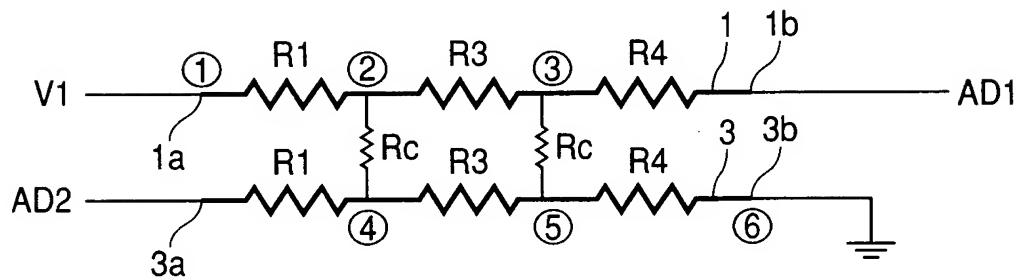 1 1b
① R1 ② R3 ③ R4
V1 AD1
1a Rc Rc
R1 R3 R4 3 3b
AD2
④ ⑤ ⑥
3a